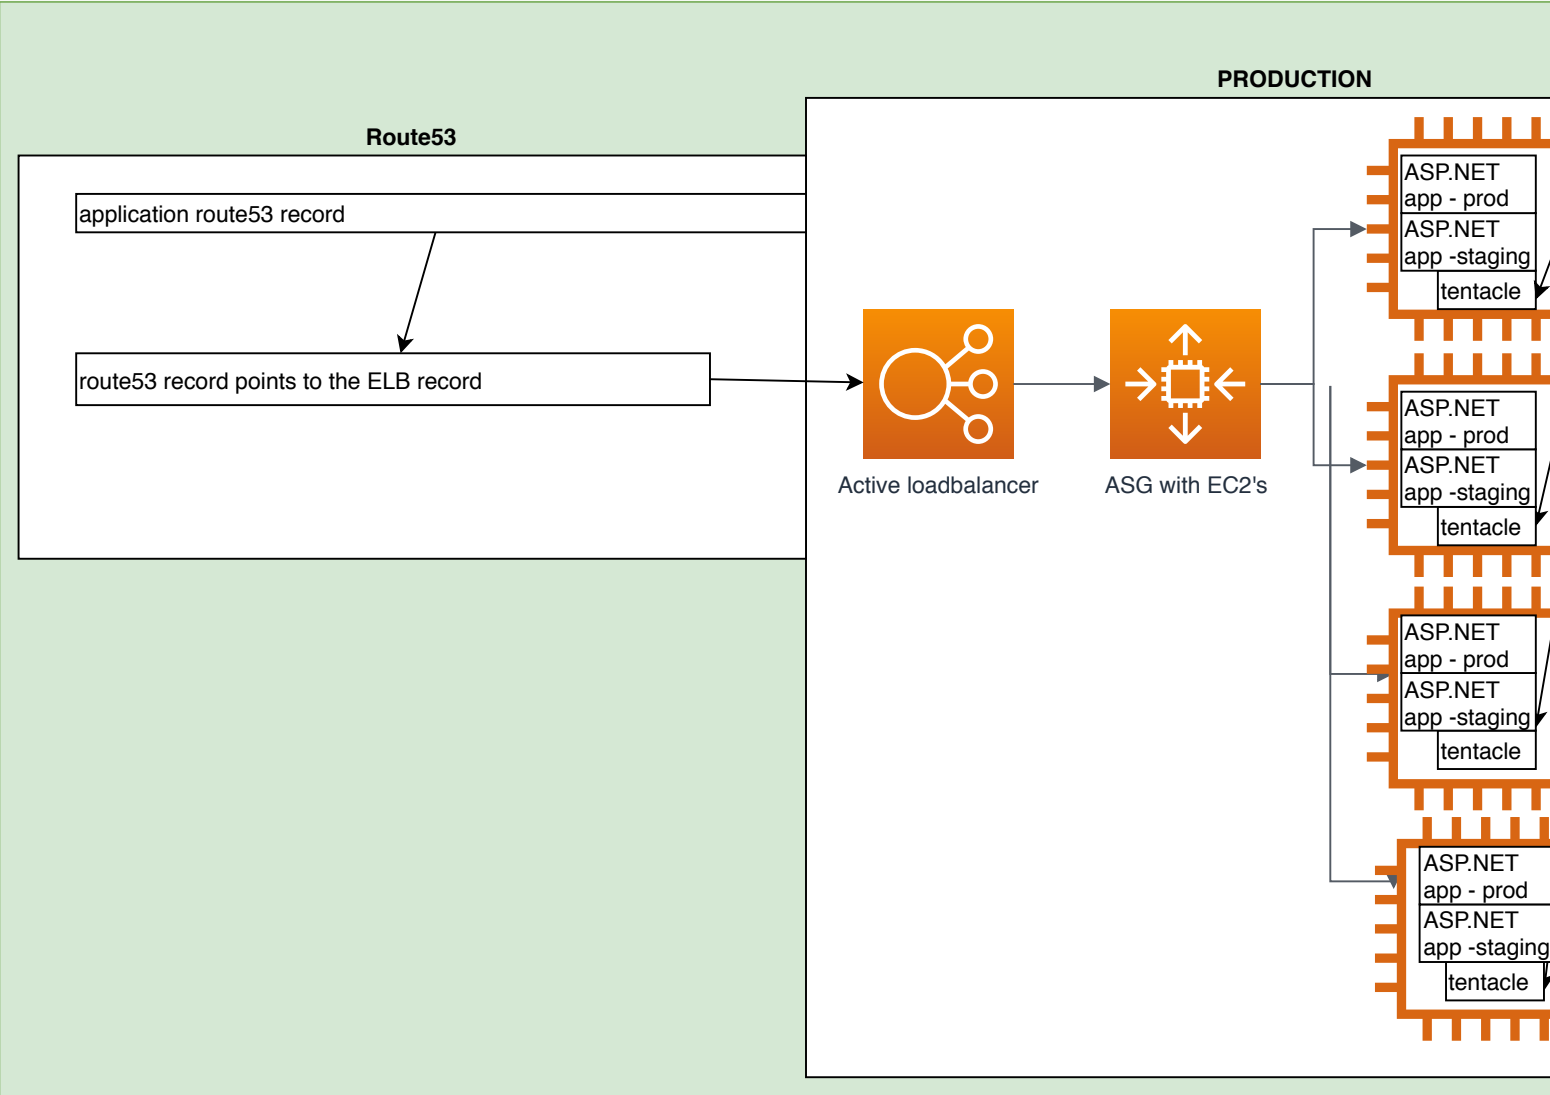 PRODUCTION
Route53
application route53 record
route53 record points to the ELB record
Active loadbalancer
ASG with EC2's
ASP.NET
app - prod
ASP.NET
app -staging
tentacle
ASP.NET
app - prod
ASP.NET
app -staging
tentacle
ASP.NET
app - prod
ASP.NET
app -staging
tentacle
ASP.NET
app - prod
ASP.NET
app -staging
tentacle